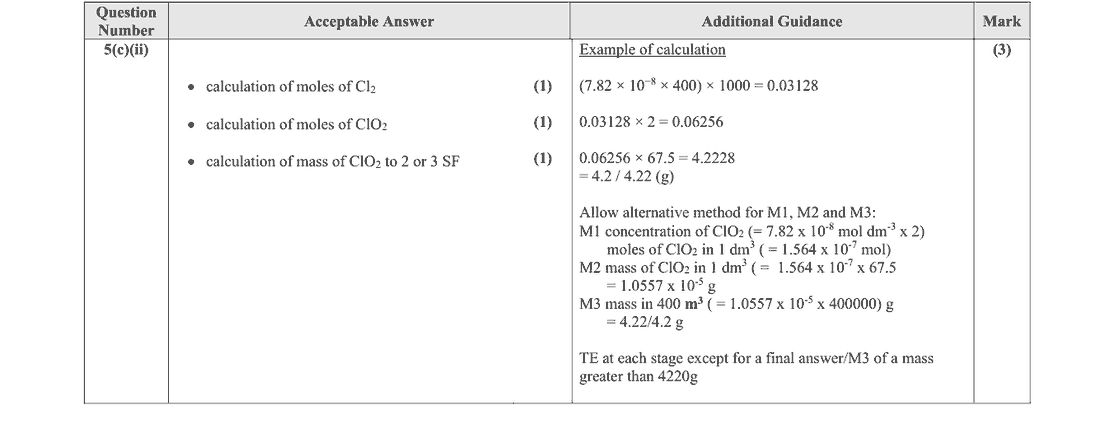 Question Number
Acceptable Answer
Additional Guidance
Mark
5(c)(ii)
Example of calculation
(3)
• calculation of moles of Cl₂ (1)
(7.82 × 10⁻⁸ × 400) × 1000 = 0.03128
• calculation of moles of ClO₂ (1)
0.03128 × 2 = 0.06256
• calculation of mass of ClO₂ to 2 or 3 SF (1)
0.06256 × 67.5 = 4.2228
= 4.2 / 4.22 (g)
Allow alternative method for M1, M2 and M3:
M1 concentration of ClO₂ (= 7.82 x 10⁻⁸ mol dm⁻³ x 2)
moles of ClO₂ in 1 dm³ ( = 1.564 x 10⁻⁷ mol)
M2 mass of ClO₂ in 1 dm³ ( = 1.564 x 10⁻⁷ x 67.5
= 1.0557 x 10⁻⁵ g
M3 mass in 400 m³ ( = 1.0557 x 10⁻⁵ x 400000) g
= 4.22/4.2 g
TE at each stage except for a final answer/M3 of a mass
greater than 4220g